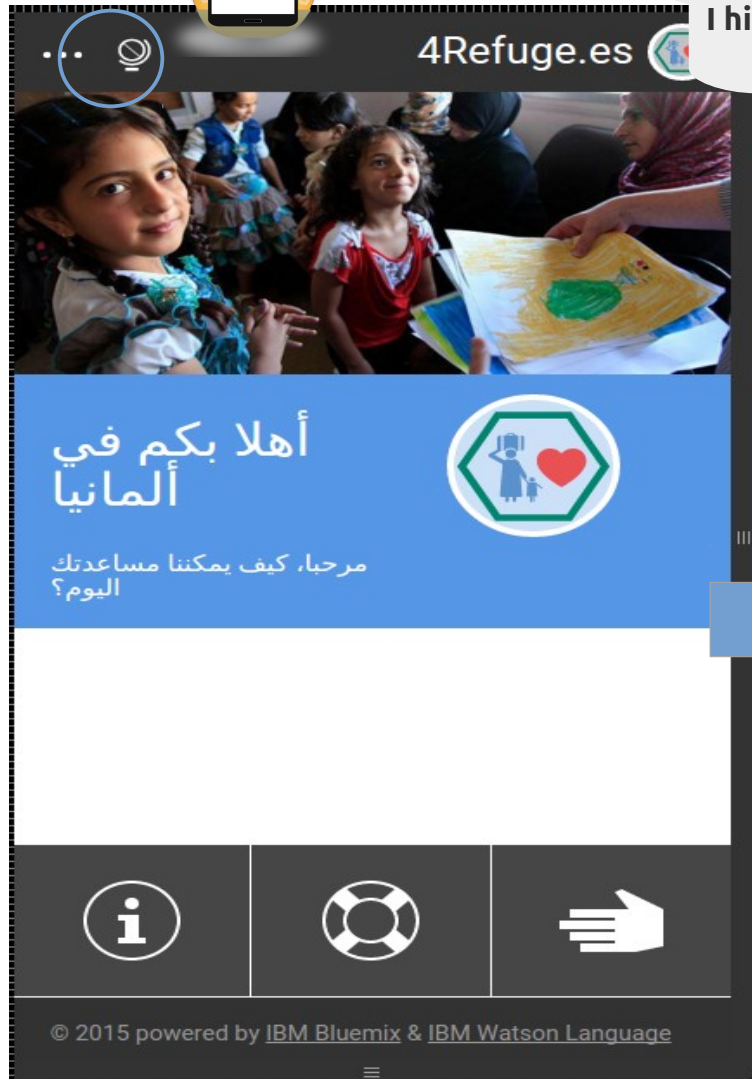 I hi
4Refuge.es
أهلا بكم في
ألمانيا
مرحبا، كيف يمكننا مساعدتك
اليوم؟
© 2015 powered by IBM Bluemix & IBM Watson Language